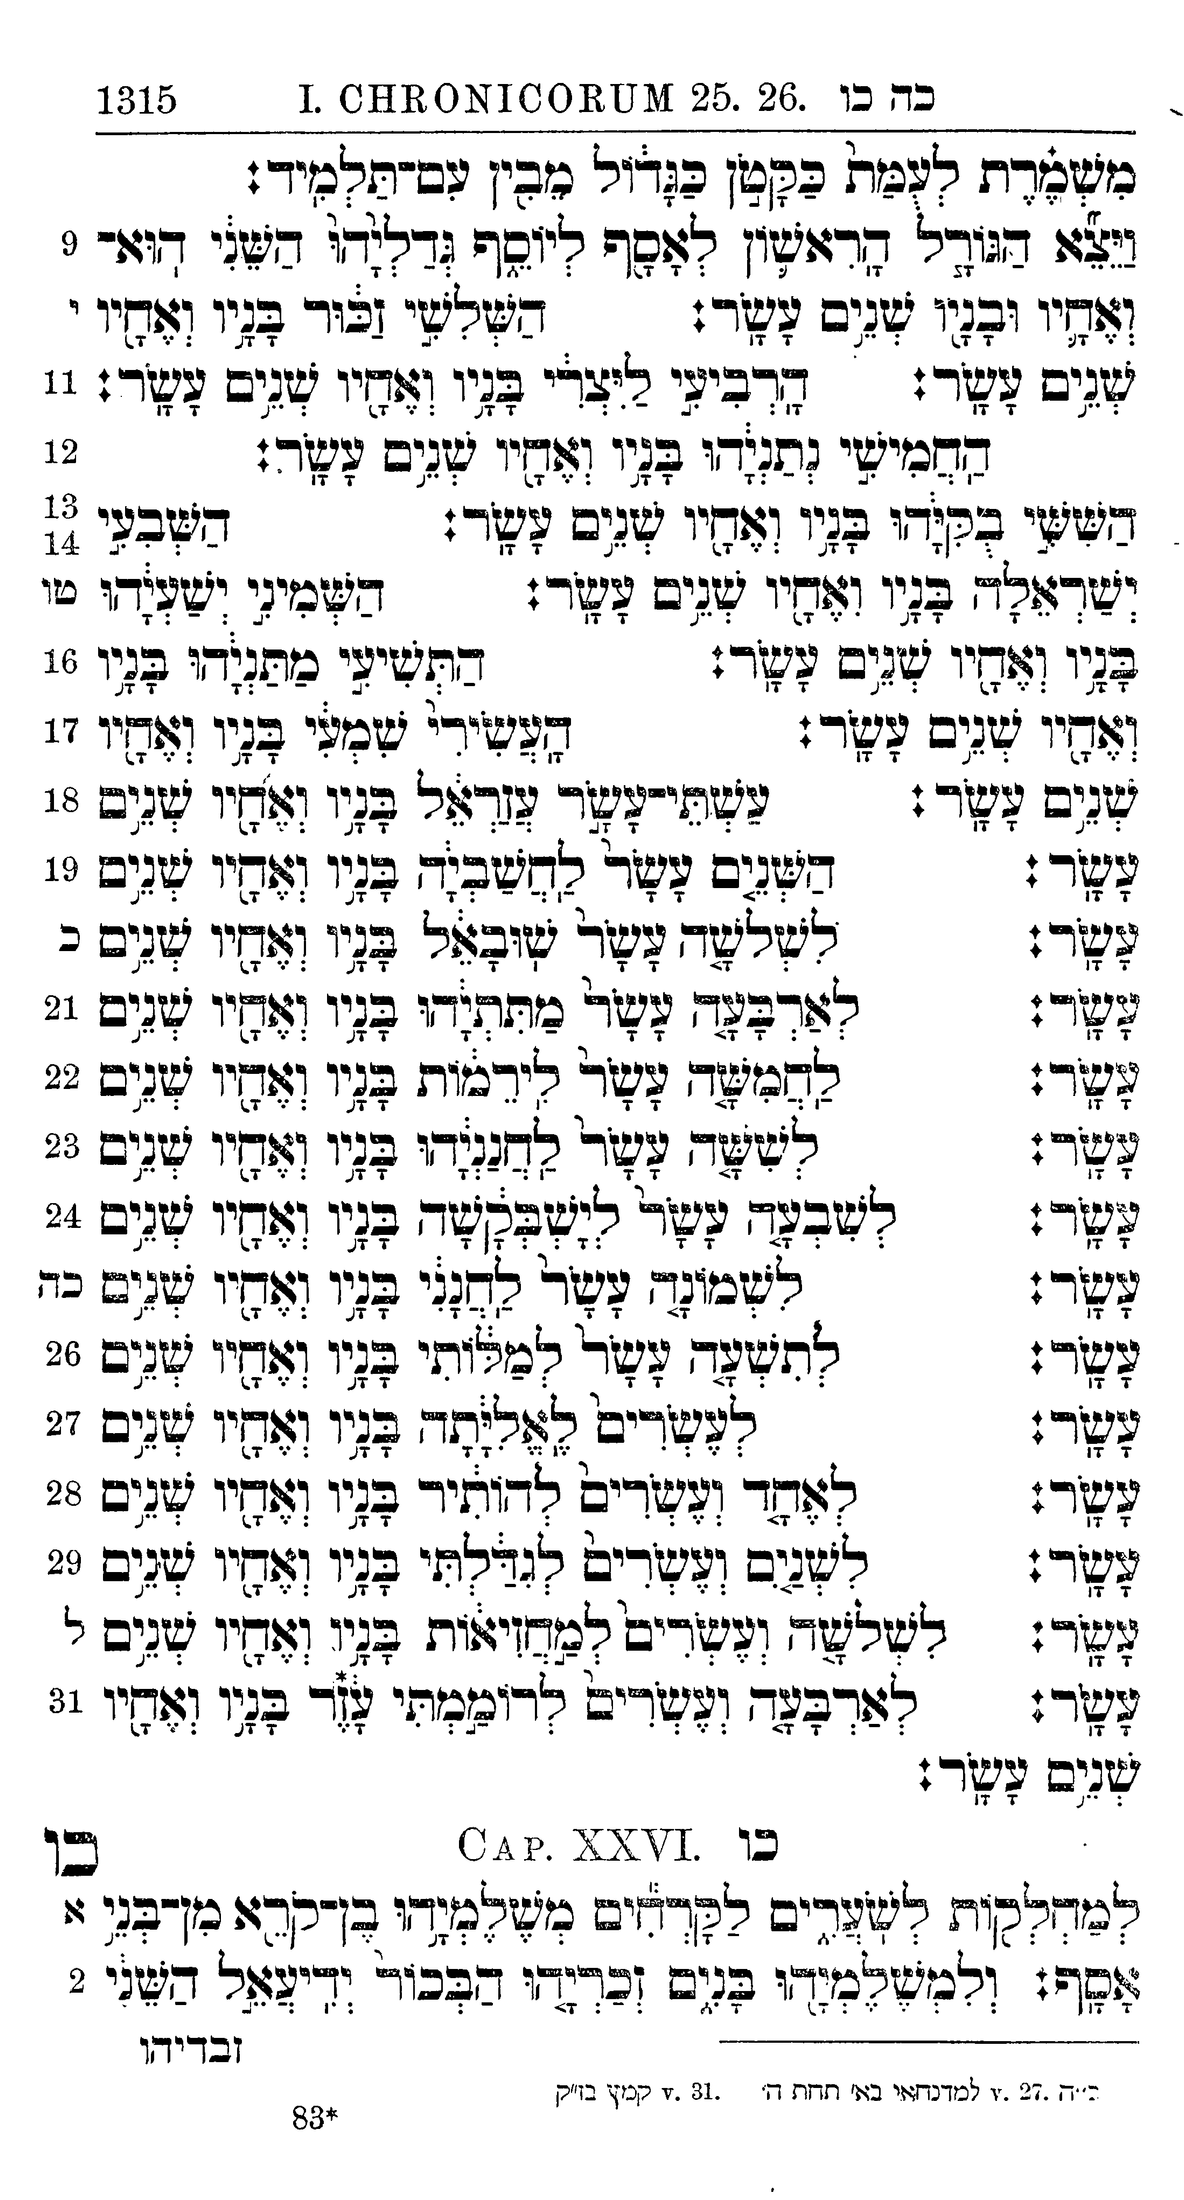 1315 I. CHRONICORUM 25. 26. כה כו
מִשְׁמֶ֗רֶת לְעֻמַּת֙ כַּקָּטֹ֣ן כַּגָּד֔וֹל מֵבִ֖ין עִם־תַּלְמִֽיד׃
9 וַיֵּצֵ֞א הַגּוֹרָ֧ל הָרִאשׁ֛וֹן לְאָסָ֖ף לְיוֹסֵ֑ף גְּדַלְיָ֙הוּ֙ הַשֵּׁנִ֔י הֽוּא־
י וְאֶחָ֥יו וּבָנָ֖יו שְׁנֵ֥ים עָשָֽׂר׃ הַשְּׁלִשִׁ֣י זַכּ֔וּר בָּנָ֥יו וְאֶחָ֖יו
11 שְׁנֵ֥ים עָשָֽׂר׃ הָֽרְבִיעִ֣י לַיִּצְרִ֔י בָּנָ֥יו וְאֶחָ֖יו שְׁנֵ֥ים עָשָֽׂר׃
12 הַֽחֲמִישִׁ֣י נְתַנְיָ֔הוּ בָּנָ֥יו וְאֶחָ֖יו שְׁנֵ֥ים עָשָֽׂר׃
13 14 הַשִּׁשִּׁ֣י בֻקִּיָּ֔הוּ בָּנָ֥יו וְאֶחָ֖יו שְׁנֵ֥ים עָשָֽׂר׃ הַשְּׁבִעִ֣י
טו יְשַׂרְאֵ֔לָה בָּנָ֥יו וְאֶחָ֖יו שְׁנֵ֥ים עָשָֽׂר׃ הַשְּׁמִינִ֣י יְשַֽׁעְיָ֔הוּ
16 בָּנָ֥יו וְאֶחָ֖יו שְׁנֵ֥ים עָשָֽׂר׃ הַתְּשִׁיעִ֣י מַתַּנְיָ֔הוּ בָּנָ֥יו
17 וְאֶחָ֖יו שְׁנֵ֥ים עָשָֽׂר׃ הָֽעֲשִׂירִי֙ שִׁמְעִ֔י בָּנָ֥יו וְאֶחָ֖יו
18 שְׁנֵ֥ים עָשָֽׂר׃ עַשְׁתֵּֽי־עָשָׂ֣ר עֲזַרְאֵ֔ל בָּנָ֥יו וְאֶחָ֖יו שְׁנֵ֥ים
19 עָשָֽׂר׃ הַשְּׁנֵ֤ים עָשָׂר֙ לַֽחֲשַׁבְיָ֔ה בָּנָ֥יו וְאֶחָ֖יו שְׁנֵ֥ים
כ עָשָֽׂר׃ לִשְׁלֹשָׁ֤ה עָשָׂר֙ שֽׁוּבָאֵ֔ל בָּנָ֥יו וְאֶחָ֖יו שְׁנֵ֥ים
21 עָשָֽׂר׃ לְאַרְבָּעָ֤ה עָשָׂר֙ מַתִּתְיָ֔הוּ בָּנָ֥יו וְאֶחָ֖יו שְׁנֵ֥ים
22 עָשָֽׂר׃ לַֽחֲמִשָּׁ֤ה עָשָׂר֙ לִֽירֵמ֔וֹת בָּנָ֥יו וְאֶחָ֖יו שְׁנֵ֥ים
23 עָשָֽׂר׃ לְשִׁשָּׁ֤ה עָשָׂר֙ לַֽחֲנַנְיָ֔הוּ בָּנָ֥יו וְאֶחָ֖יו שְׁנֵ֥ים
24 עָשָֽׂר׃ לְשִׁבְעָ֤ה עָשָׂר֙ לְיָשְׁבְּקָ֔שָׁה בָּנָ֥יו וְאֶחָ֖יו שְׁנֵ֥ים
כה עָשָֽׂר׃ לִשְׁמוֹנָ֤ה עָשָׂר֙ לַֽחֲנָנִ֔י בָּנָ֥יו וְאֶחָ֖יו שְׁנֵ֥ים
26 עָשָֽׂר׃ לְתִשְׁעָ֤ה עָשָׂר֙ לְמַלּ֔וֹתִי בָּנָ֥יו וְאֶחָ֖יו שְׁנֵ֥ים
27 עָשָֽׂר׃ לְעֶשְׂרִים֙ לֶֽאֱלִיָּ֔תָה בָּנָ֥יו וְאֶחָ֖יו שְׁנֵ֥ים
28 עָשָֽׂר׃ לְאֶחָ֤ד וְעֶשְׂרִים֙ לְהוֹתִ֔יר בָּנָ֥יו וְאֶחָ֖יו שְׁנֵ֥ים
29 עָשָֽׂר׃ לִשְׁנַ֤יִם וְעֶשְׂרִים֙ לְגִדַּ֔לְתִּי בָּנָ֥יו וְאֶחָ֖יו שְׁנֵ֥ים
ל עָשָֽׂר׃ לִשְׁלֹשָׁ֤ה וְעֶשְׂרִים֙ לְמַ֣חֲזִיא֔וֹת בָּנָ֥יו וְאֶחָ֖יו שְׁנֵ֥ים
31 עָשָֽׂר׃ לְאַרְבָּעָ֤ה וְעֶשְׂרִים֙ לְרוֹמַ֣מְתִּי עָ֔זֶר* בָּנָ֥יו וְאֶחָ֖יו
שְׁנֵ֥ים עָשָֽׂר׃
כו CAP. XXVI. כו
א לְמַחְלְק֖וֹת לְשֹֽׁעֲרִ֑ים לַקָּרְחִ֕ים מְשֶׁלֶמְיָ֥הוּ בֶן־קֹרֵ֖א מִן־בְּנֵ֥י
2 אָסָֽף׃ וְלִמְשֶׁלֶמְיָ֖הוּ בָּנִ֑ים זְכַרְיָ֤הוּ הַבְּכוֹר֙ יְדִֽיעֲאֵ֣ל הַשֵּׁנִ֔י
זבדיהו
v. 27. למדנחאי בא׳ תחת ה׳ v. 31. קמץ בז״ק
83*